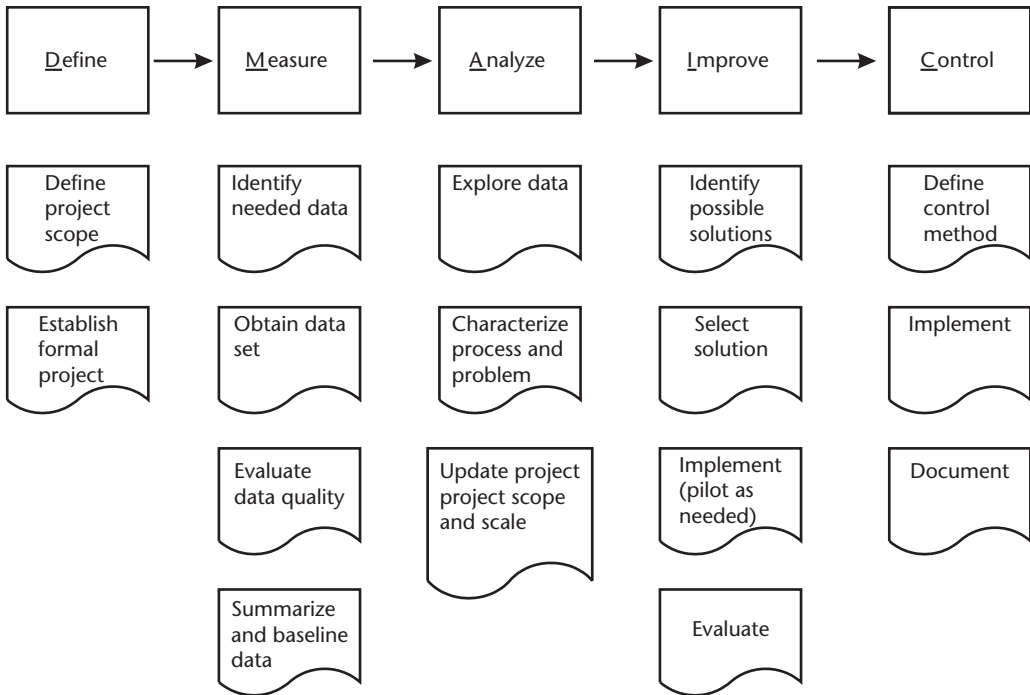 Define
Measure
Analyze
Improve
Control
Define
project
scope
Identify
needed data
Explore data
Identify
possible
solutions
Define
control
method
Establish
formal
project
Obtain data
set
Characterize
process and
problem
Select
solution
Implement
Evaluate
data quality
Update project
project scope
and scale
Implement
(pilot as
needed)
Document
Summarize
and baseline
data
Evaluate